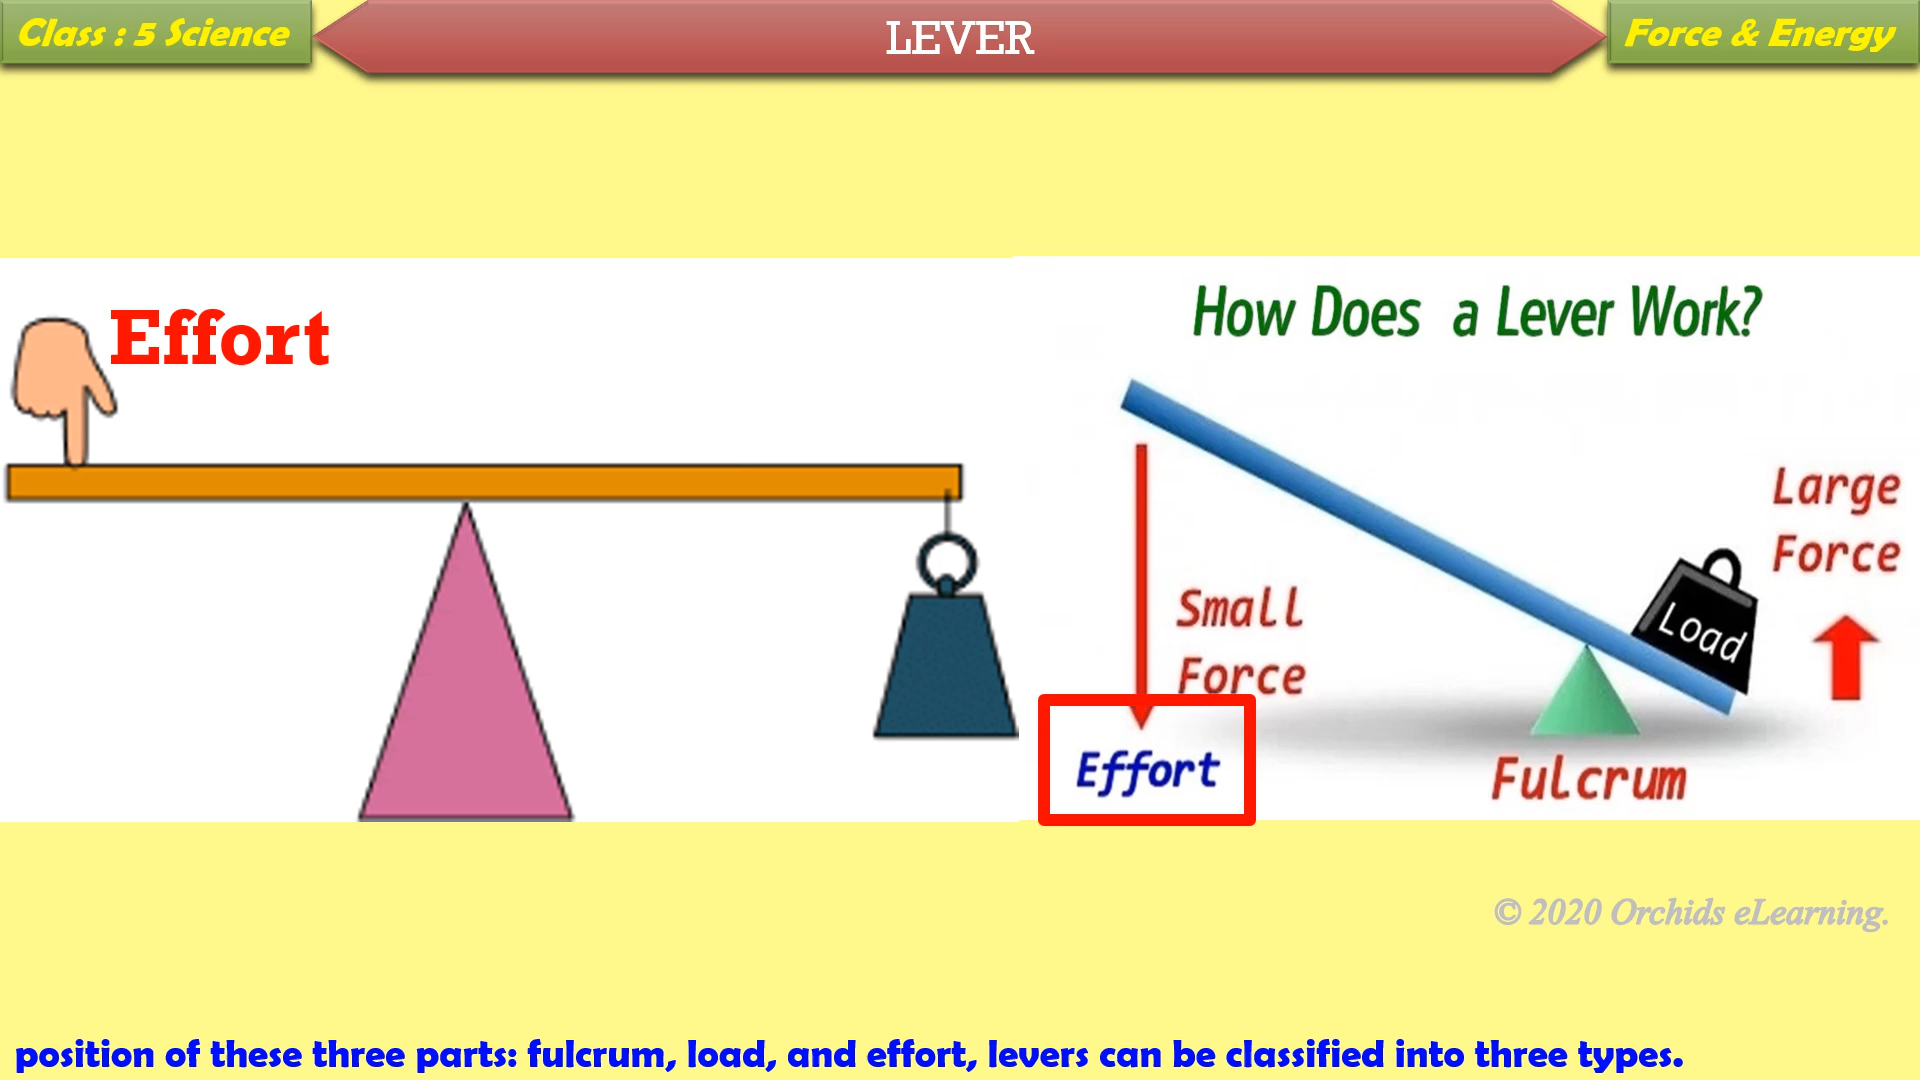 Class : 5 Science
LEVER
Force & Energy
Effort
How Does a Lever Work?
Large
Force
Small
Force
Load
Effort
Fulcrum
© 2020 Orchids eLearning.
position of these three parts: fulcrum, load, and effort, levers can be classified into three types.